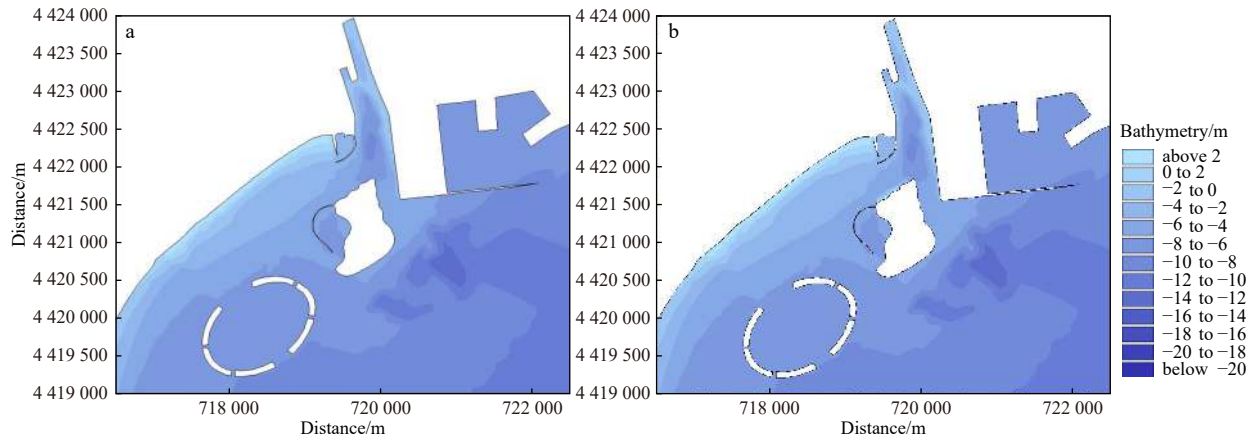 a
4 424 000
4 423 500
4 423 000
4 422 500
4 422 000
4 421 500
4 421 000
4 420 500
4 420 000
4 419 500
4 419 000
Distance/m
718 000
720 000
722 000
Distance/m
b
4 424 000
4 423 500
4 423 000
4 422 500
4 422 000
4 421 500
4 421 000
4 420 500
4 420 000
4 419 500
4 419 000
718 000
720 000
722 000
Distance/m
Bathymetry/m
above 2
0 to 2
−2 to 0
−4 to −2
−6 to −4
−8 to −6
−10 to −8
−12 to −10
−14 to −12
−16 to −14
−18 to −16
−20 to −18
below −20